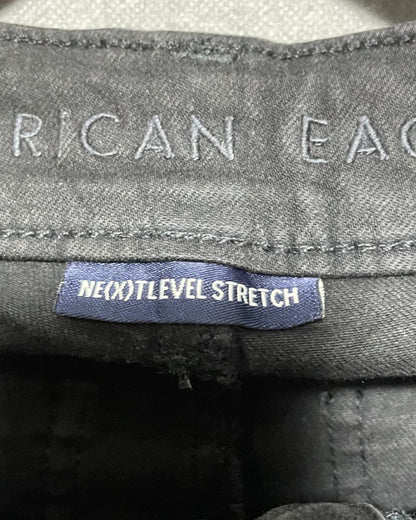 RICAN EAG
NE(X)TLEVEL STRETCH